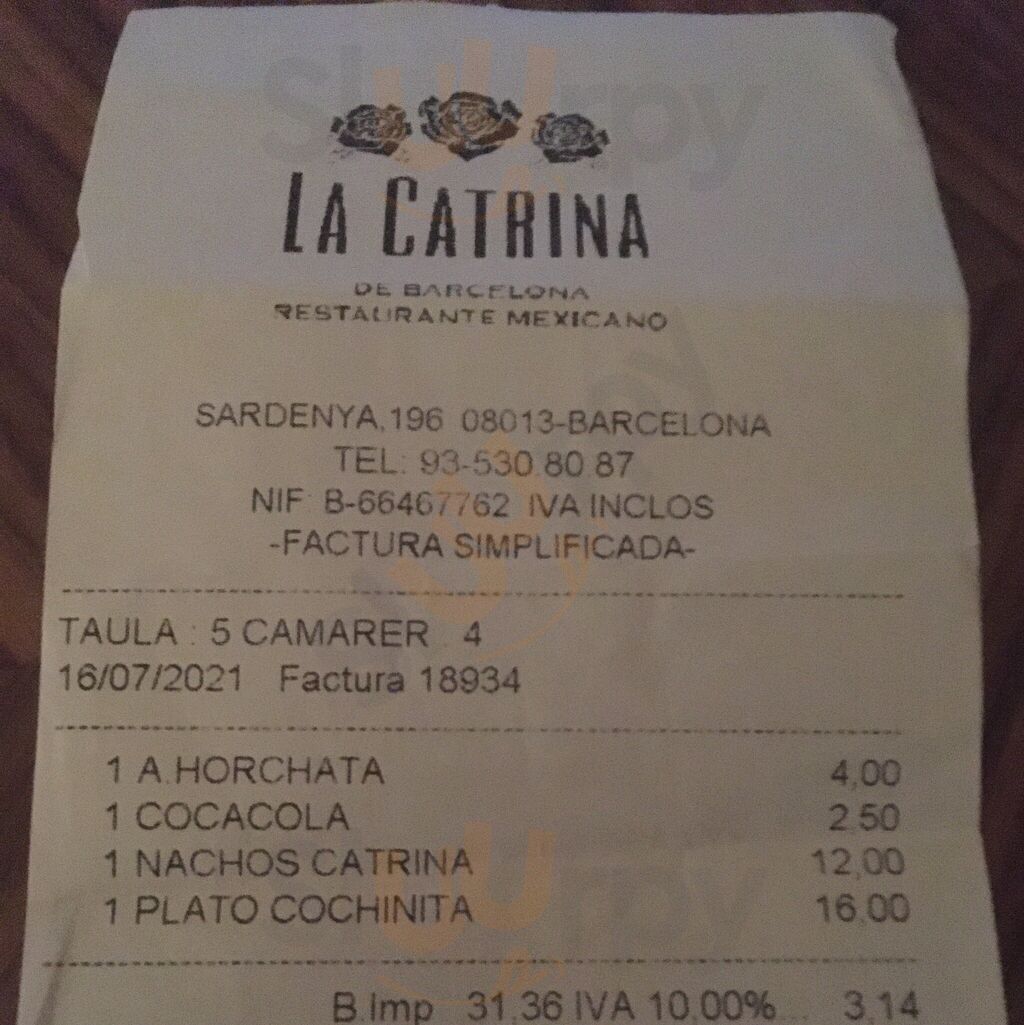 LA CATRINA
DE BARCELONA
RESTAURANTE MEXICANO
SARDENYA,196 08013-BARCELONA
TEL: 93-530.80.87
NIF: B-66467762 IVA INCLOS
-FACTURA SIMPLIFICADA-
TAULA : 5 CAMARER : 4
16/07/2021 Factura 18934
1 A.HORCHATA 4,00
1 COCACOLA 2,50
1 NACHOS CATRINA 12,00
1 PLATO COCHINITA 16,00
B.Imp 31,36 IVA 10,00%... 3,14